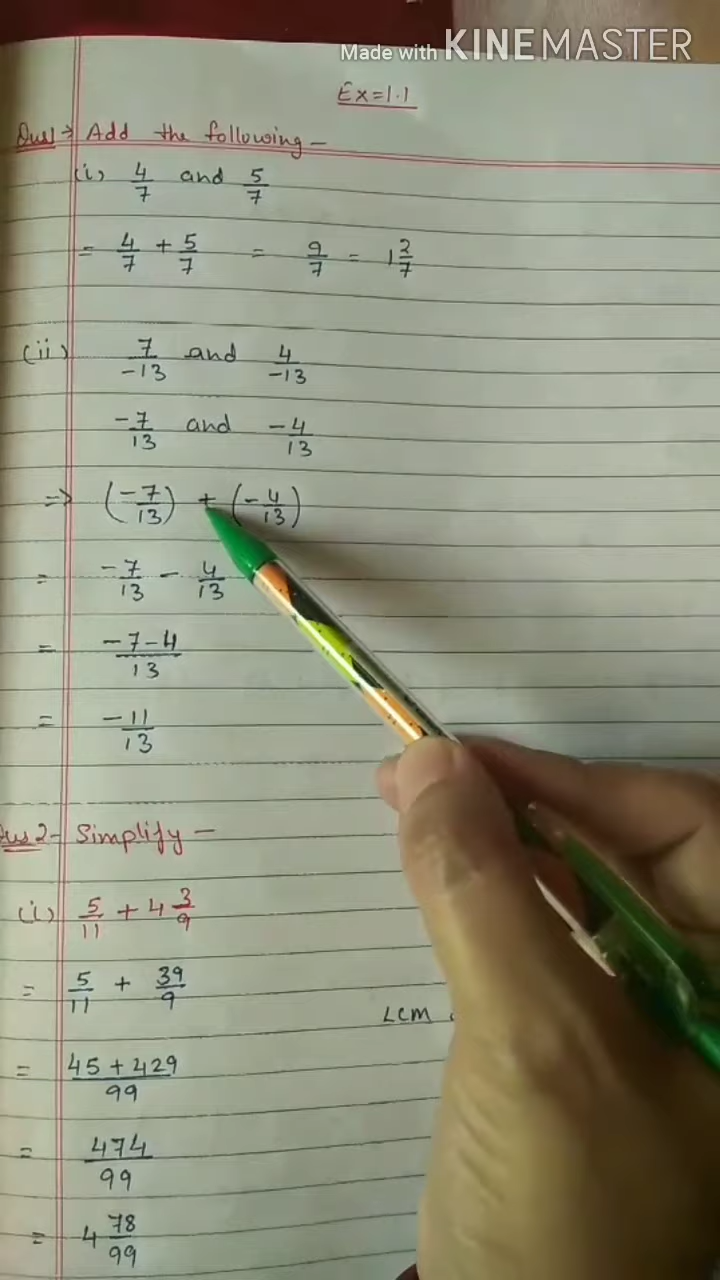 Made with KINEMASTER
Ex=1.1
Ques1→ Add the following-
(i) 4/7 and 5/7
= 4/7 + 5/7 = 9/7 = 1 2/7
(ii) 7/-13 and 4/-13
-7/13 and -4/13
=> (-7/13) + (-4/13)
= -7/13 - 4/13
= -7-4/13
= -11/13
Ques 2- Simplify-
(i) 5/11 + 4 3/9
= 5/11 + 39/9
LCM
= 45+429/99
= 474/99
= 4 78/99